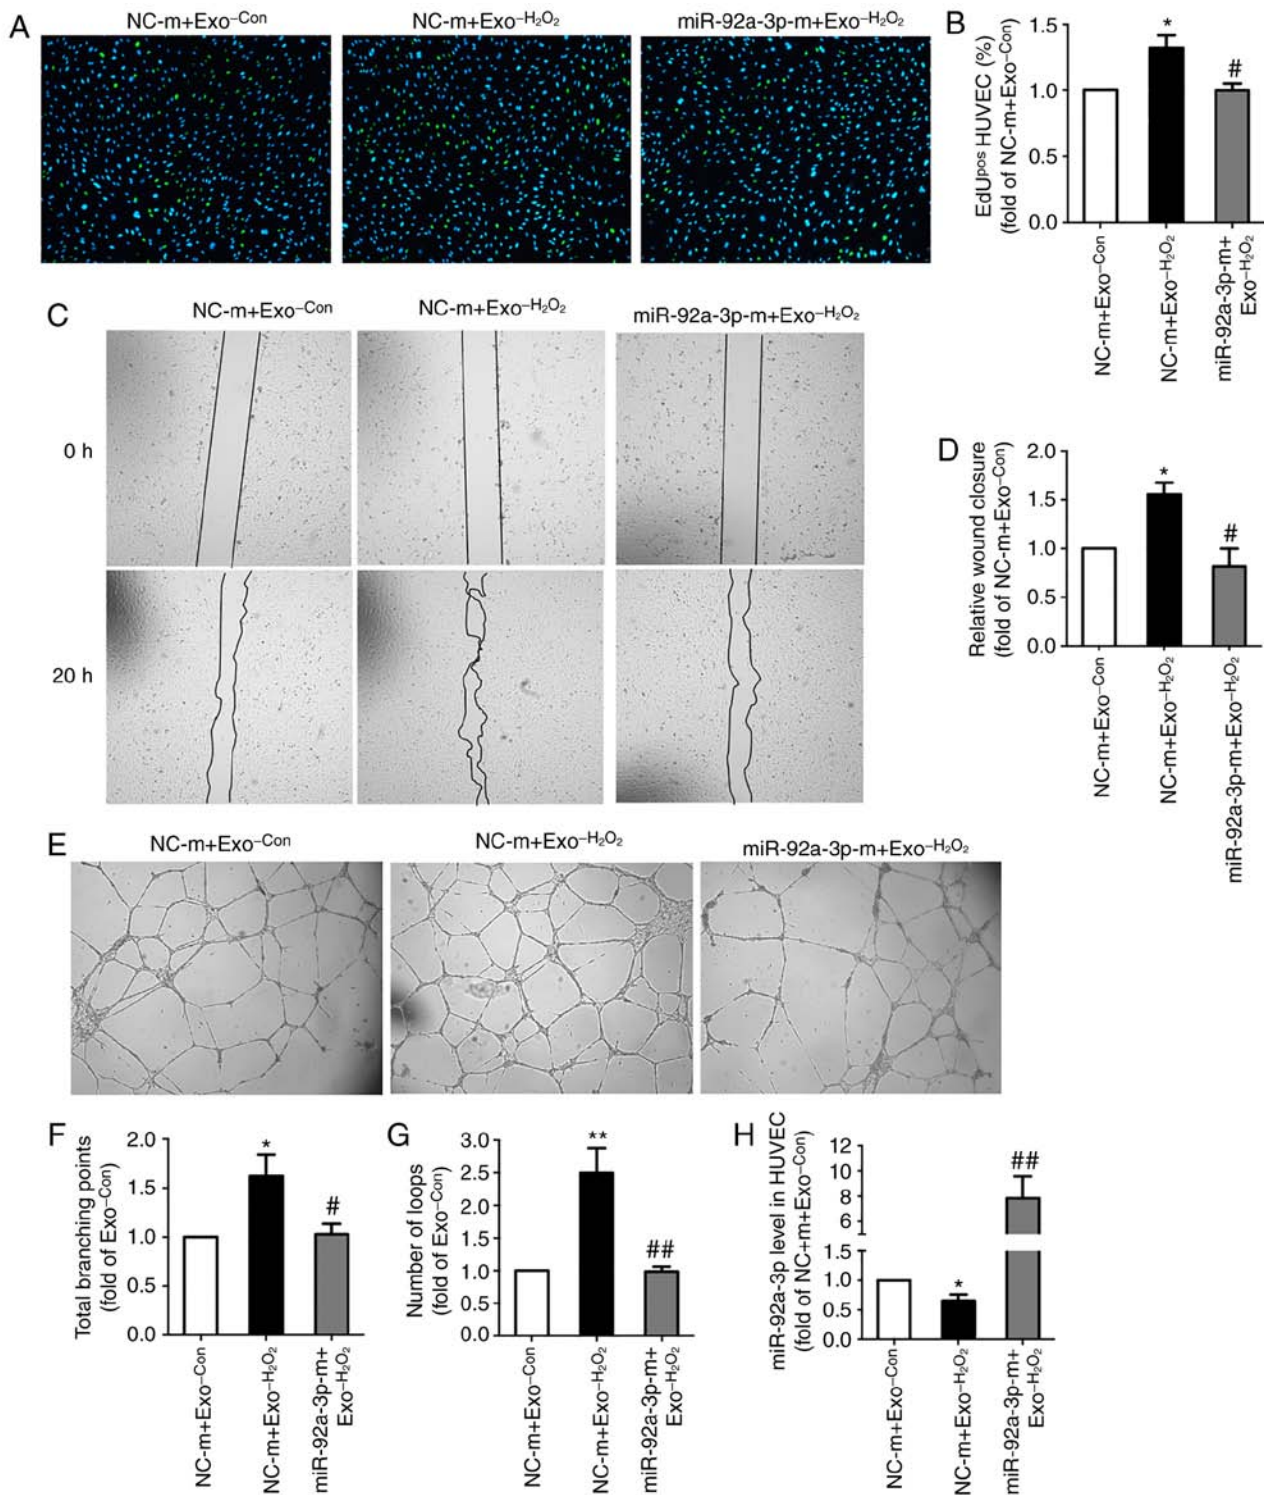 A
NC-m+Exo–Con
NC-m+Exo–H₂O₂
miR-92a-3p-m+Exo–H₂O₂
B
EdUpos HUVEC (%)
(fold of NC-m+Exo–Con)
1.5
1.0
0.5
0.0
*
#
NC-m+Exo–Con
NC-m+Exo–H₂O₂
miR-92a-3p-m+
Exo–H₂O₂
C
NC-m+Exo–Con
NC-m+Exo–H₂O₂
miR-92a-3p-m+Exo–H₂O₂
0 h
20 h
D
Relative wound closure
(fold of NC-m+Exo–Con)
2.0
1.5
1.0
0.5
0.0
*
#
NC-m+Exo–Con
NC-m+Exo–H₂O₂
miR-92a-3p-m+Exo–H₂O₂
E
NC-m+Exo–Con
NC-m+Exo–H₂O₂
miR-92a-3p-m+Exo–H₂O₂
F
Total branching points
(fold of Exo–Con)
2.0
1.5
1.0
0.5
0.0
*
#
NC-m+Exo–Con
NC-m+Exo–H₂O₂
miR-92a-3p-m+
Exo–H₂O₂
G
Number of loops
(fold of Exo–Con)
3.0
2.5
2.0
1.5
1.0
0.5
0.0
**
##
NC-m+Exo–Con
NC-m+Exo–H₂O₂
miR-92a-3p-m+
Exo–H₂O₂
H
miR-92a-3p level in HUVEC
(fold of NC+m+Exo–Con)
12
10
8
6
1.5
1.0
0.5
0.0
*
##
NC-m+Exo–Con
NC-m+Exo–H₂O₂
miR-92a-3p-m+
Exo–H₂O₂